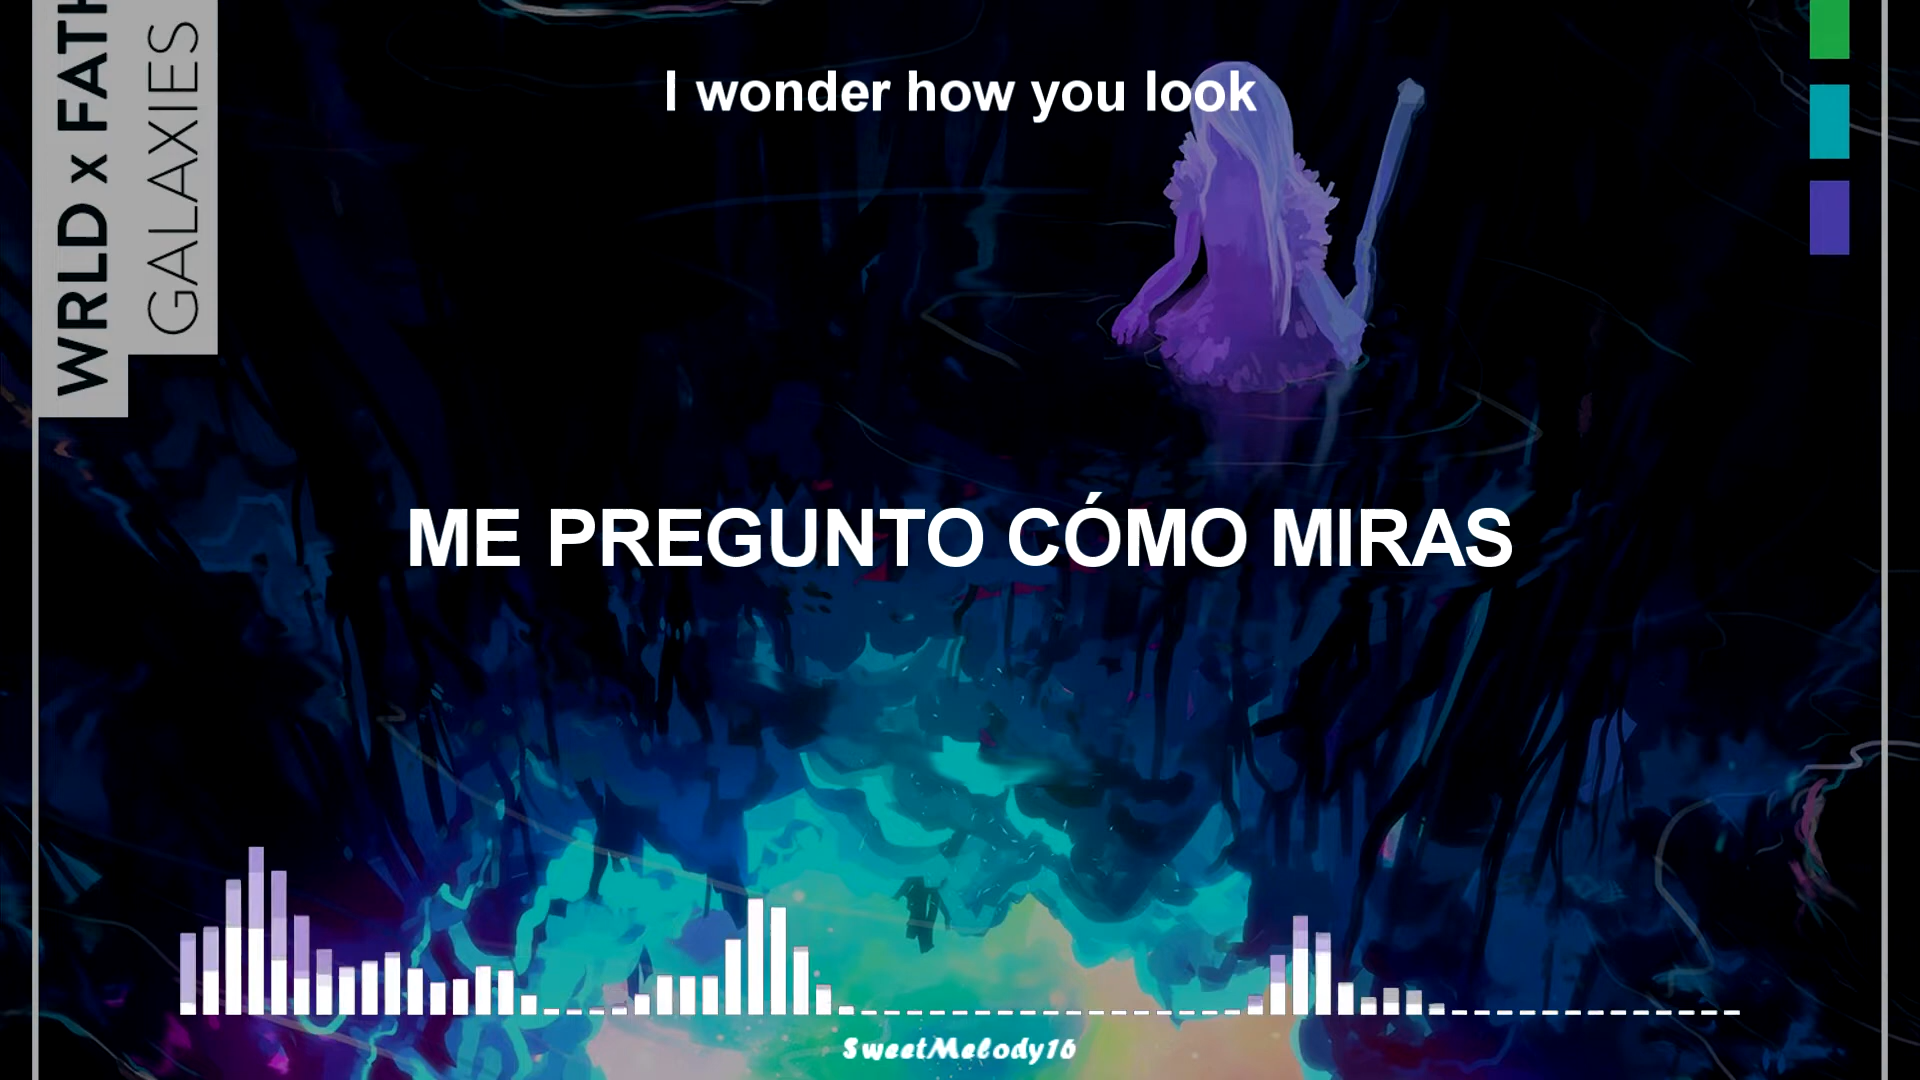 WRLD x FATH
GALAXIES
I wonder how you look
ME PREGUNTO CÓMO MIRAS
SweetMelody16